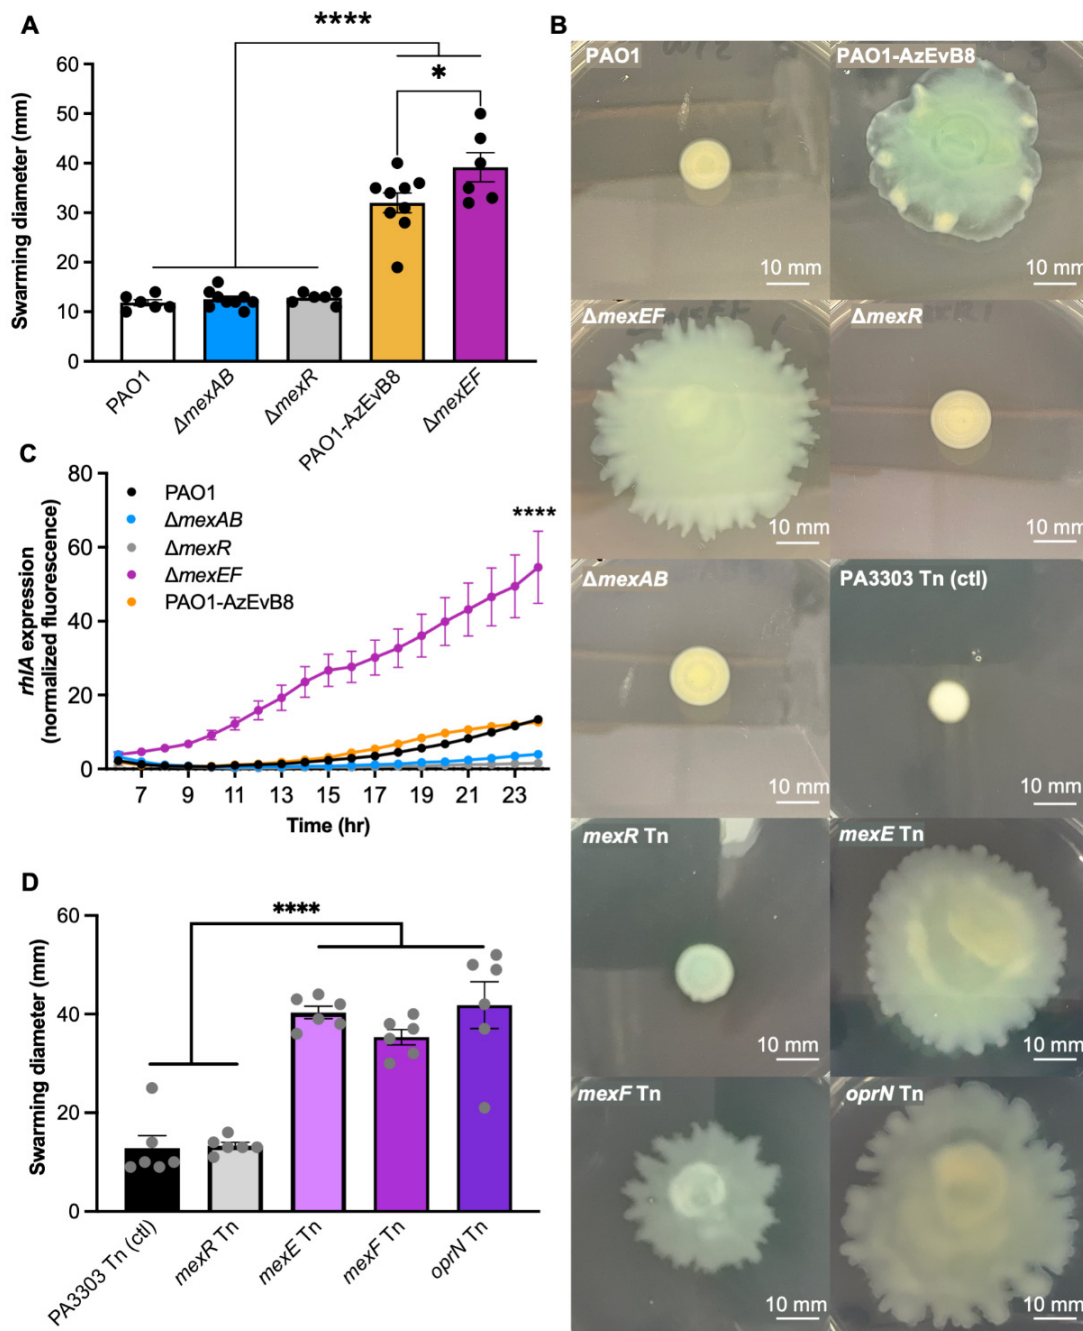 A
****
*
Swarming diameter (mm)
60
50
40
30
20
10
0
PAO1
ΔmexAB
ΔmexR
PAO1-AzEvB8
ΔmexEF
B
PAO1
10 mm
PAO1-AzEvB8
10 mm
ΔmexEF
10 mm
ΔmexR
10 mm
ΔmexAB
10 mm
PA3303 Tn (ctl)
10 mm
mexR Tn
10 mm
mexE Tn
10 mm
mexF Tn
10 mm
oprN Tn
10 mm
C
rhlA expression
(normalized fluorescence)
80
60
40
20
0
PAO1
ΔmexAB
ΔmexR
ΔmexEF
PAO1-AzEvB8
****
7 9 11 13 15 17 19 21 23
Time (hr)
D
****
Swarming diameter (mm)
60
40
20
0
PA3303 Tn (ctl)
mexR Tn
mexE Tn
mexF Tn
oprN Tn